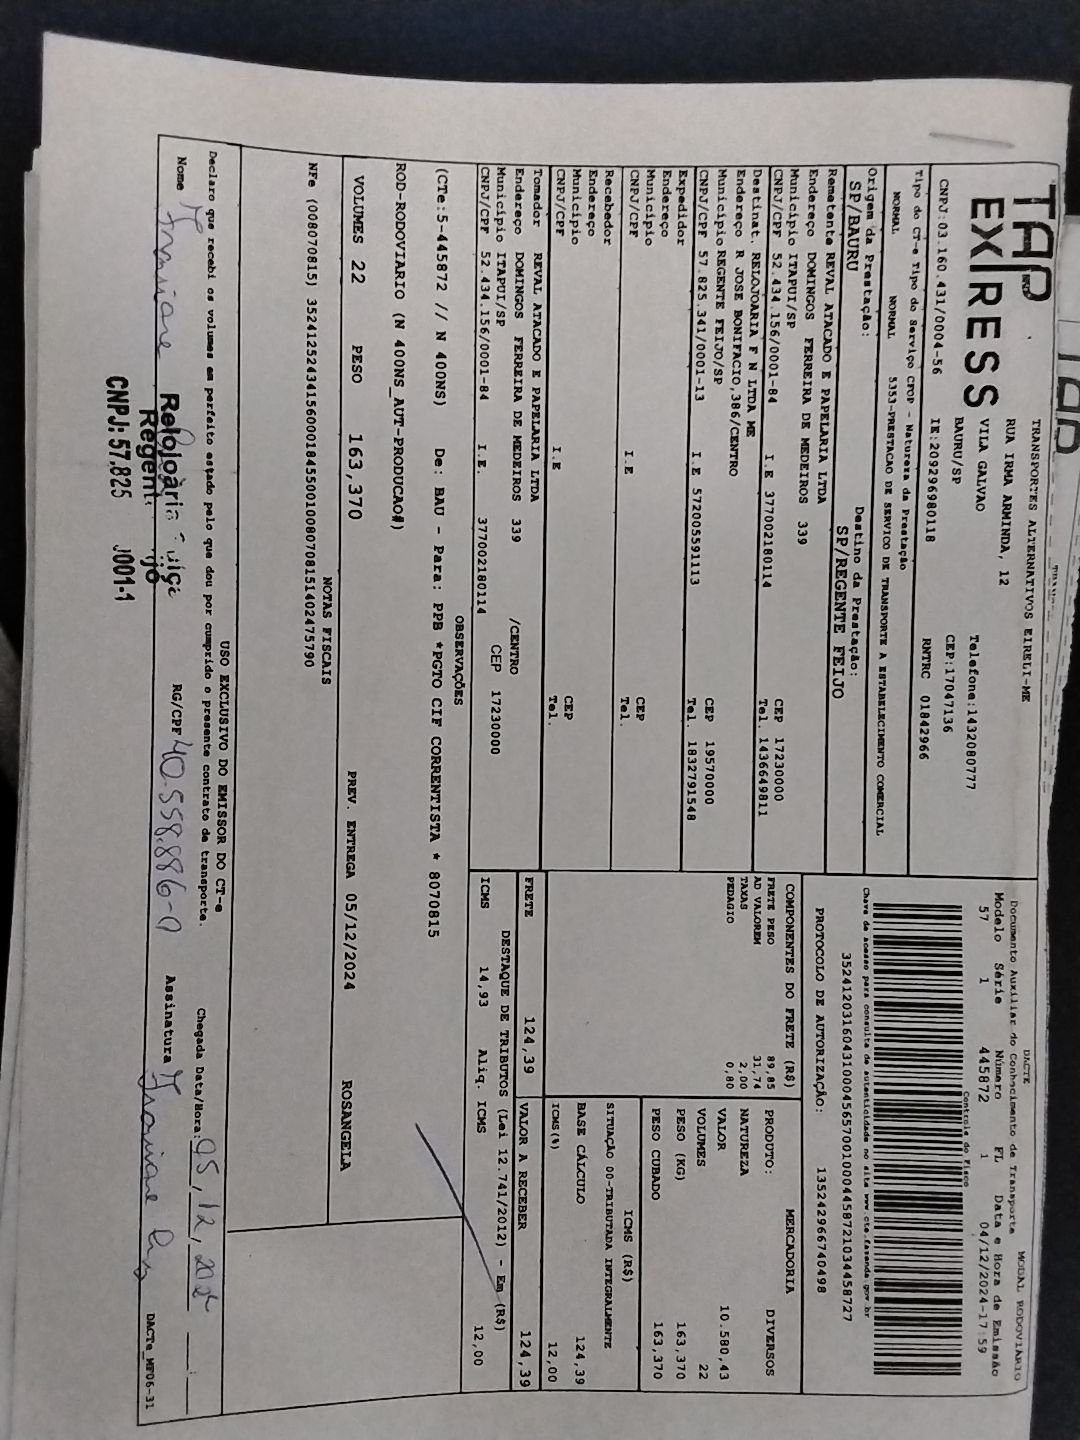 TAP
EXPRESS
TRANSPORTES ALTERNATIVOS EIRELI-ME
RUA IRMA ARMINDA, 12
VILA GALVAO Telefone:1432080777
BAURU/SP CEP:17047136
CNPJ:03.160.431/0004-56 IE:209296980118 RNTRC 01842966
DACTE MODAL RODOVIÁRIO
Documento Auxiliar do Conhecimento de Transporte
Modelo Série Número FL Data e Hora de Emissão
57 1 445872 1 04/12/2024-17:59
Controle do Fisco
Chave de acesso para consulta de autenticidade no site www.cte.fazenda.gov.br
35241203160431000456570010004458721034458727
PROTOCOLO DE AUTORIZAÇÃO: 135242966740498
Tipo do CT-e Tipo do Serviço CFOP - Natureza da Prestação
NORMAL NORMAL 5353-PRESTACAO DE SERVICO DE TRANSPORTE A ESTABELECIMENTO COMERCIAL
Origem da Prestação: Destino da Prestação:
SP/BAURU SP/REGENTE FEIJO
Remetente REVAL ATACADO E PAPELARIA LTDA
Endereço DOMINGOS FERREIRA DE MEDEIROS 339
Município ITAPUI/SP CEP 17230000
CNPJ/CPF 52.434.156/0001-84 I.E 377002180114 Tel. 1436649811
Destinat. RELOJOARIA F N LTDA ME
Endereço R JOSE BONIFACIO,386/CENTRO
Município REGENTE FEIJO/SP CEP 19570000
CNPJ/CPF 57.825.341/0001-13 I.E 572005591113 Tel. 1832791548
Expedidor
Endereço
Município CEP
CNPJ/CPF I.E Tel.
Recebedor
Endereço
Município CEP
CNPJ/CPF I.E Tel.
Tomador REVAL ATACADO E PAPELARIA LTDA
Endereço DOMINGOS FERREIRA DE MEDEIROS 339 /CENTRO
Município ITAPUI/SP CEP 17230000
CNPJ/CPF 52.434.156/0001-84 I.E. 377002180114
COMPONENTES DO FRETE (R$)
FRETE PESO 89,85
AD VALOREM 31,74
TAXAS 2,00
PEDAGIO 0,80
MERCADORIA
PRODUTO: DIVERSOS
NATUREZA
VALOR 10.580,43
VOLUMES 22
PESO (KG) 163,370
PESO CUBADO 163,370
ICMS (R$)
SITUAÇÃO 00-TRIBUTADA INTEGRALMENTE
BASE CÁLCULO 124,39
ICMS(%) 12,00
FRETE 124,39 VALOR A RECEBER 124,39
DESTAQUE DE TRIBUTOS (Lei 12.741/2012) - Em (R$)
ICMS 14,93 Aliq. ICMS 12,00
OBSERVAÇÕES
(CTe:5-445872 // N 400NS) De: BAU - Para: PPB *PGTO CIF CORRENTISTA * 8070815
ROD-RODOVIARIO (N 400NS_AUT-PRODUCAO#)
VOLUMES 22 PESO 163,370 PREV. ENTREGA 05/12/2024 ROSANGELA
NOTAS FISCAIS
NFe (008070815) 35241252434156000184550010080708151402475790
USO EXCLUSIVO DO EMISSOR DO CT-e
Declaro que recebi os volumes em perfeito estado pelo que dou por cumprido o presente contrato de transporte.
Chegada Data/Hora: 05,12,
Nome RG/CPF 40.558.886-0 Assinatura
DACTe_MF06-31
Regent
CNPJ: 57.825 J001-1